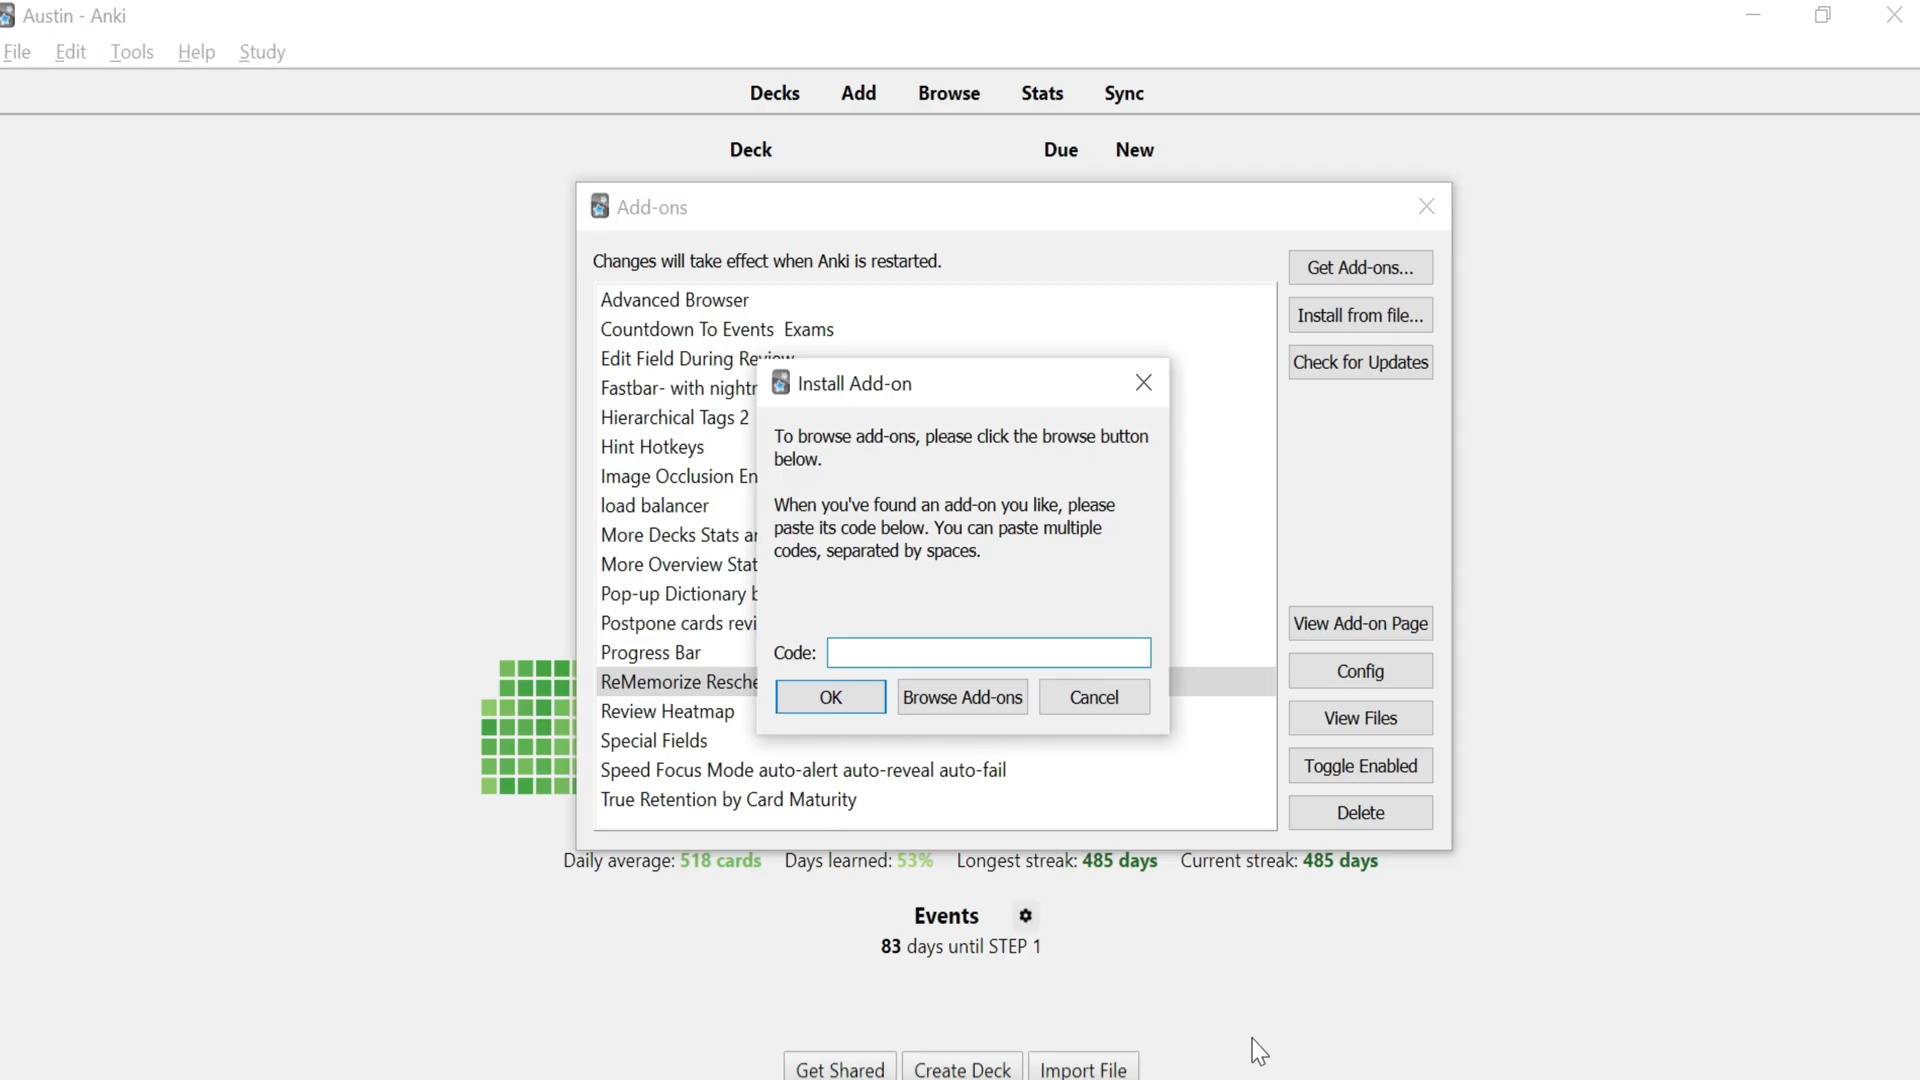 Austin - Anki
File Edit Tools Help Study
Decks Add Browse Stats Sync
Deck Due New
Add-ons
Changes will take effect when Anki is restarted.
Get Add-ons...
Advanced Browser
Countdown To Events Exams
Install from file...
Edit Field During Review
Check for Updates
Fastbar- with nightr
Install Add-on
Hierarchical Tags 2
Hint Hotkeys
Image Occlusion En
load balancer
More Decks Stats ar
More Overview Stat
Pop-up Dictionary b
Postpone cards revi
Progress Bar
ReMemorize Resche
Review Heatmap
Special Fields
Speed Focus Mode auto-alert auto-reveal auto-fail
True Retention by Card Maturity
To browse add-ons, please click the browse button
below.
When you've found an add-on you like, please
paste its code below. You can paste multiple
codes, separated by spaces.
Code:
OK Browse Add-ons Cancel
View Add-on Page
Config
View Files
Toggle Enabled
Delete
Daily average: 518 cards Days learned: 53% Longest streak: 485 days Current streak: 485 days
Events
83 days until STEP 1
Get Shared Create Deck Import File